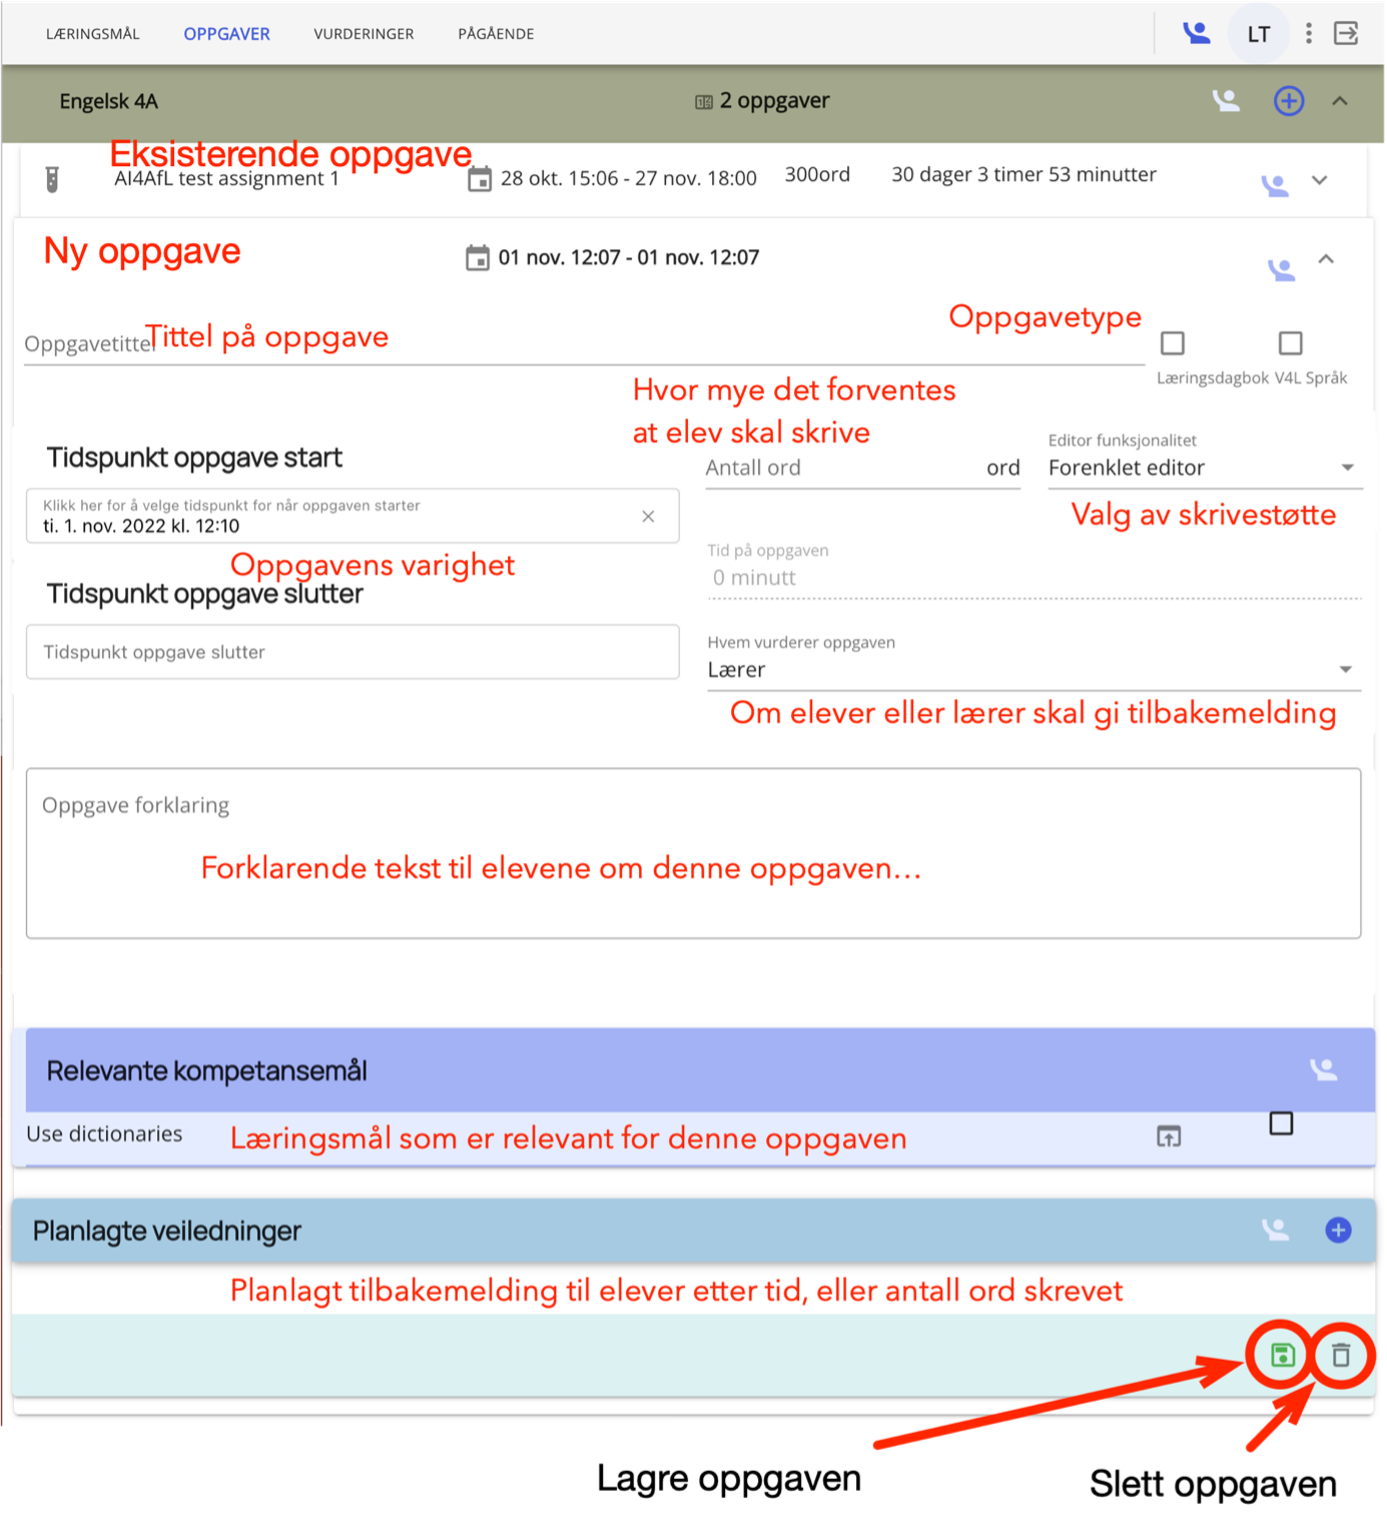 LÆRINGSMÅL OPPGAVER VURDERINGER PÅGÅENDE LT
Engelsk 4A 2 oppgaver
Eksisterende oppgave
AI4AfL test assignment 1 28 okt. 15:06 - 27 nov. 18:00 300ord 30 dager 3 timer 53 minutter
Ny oppgave 01 nov. 12:07 - 01 nov. 12:07
Oppgavetittel Tittel på oppgave Oppgavetype
Læringsdagbok V4L Språk
Hvor mye det forventes
at elev skal skrive
Editor funksjonalitet
Tidspunkt oppgave start Antall ord ord Forenklet editor
Klikk her for å velge tidspunkt for når oppgaven starter
ti. 1. nov. 2022 kl. 12:10
Valg av skrivestøtte
Oppgavens varighet
Tid på oppgaven
0 minutt
Tidspunkt oppgave slutter
Tidspunkt oppgave slutter
Hvem vurderer oppgaven
Lærer
Om elever eller lærer skal gi tilbakemelding
Oppgave forklaring
Forklarende tekst til elevene om denne oppgaven...
Relevante kompetansemål
Use dictionaries Læringsmål som er relevant for denne oppgaven
Planlagte veiledninger
Planlagt tilbakemelding til elever etter tid, eller antall ord skrevet
Lagre oppgaven Slett oppgaven